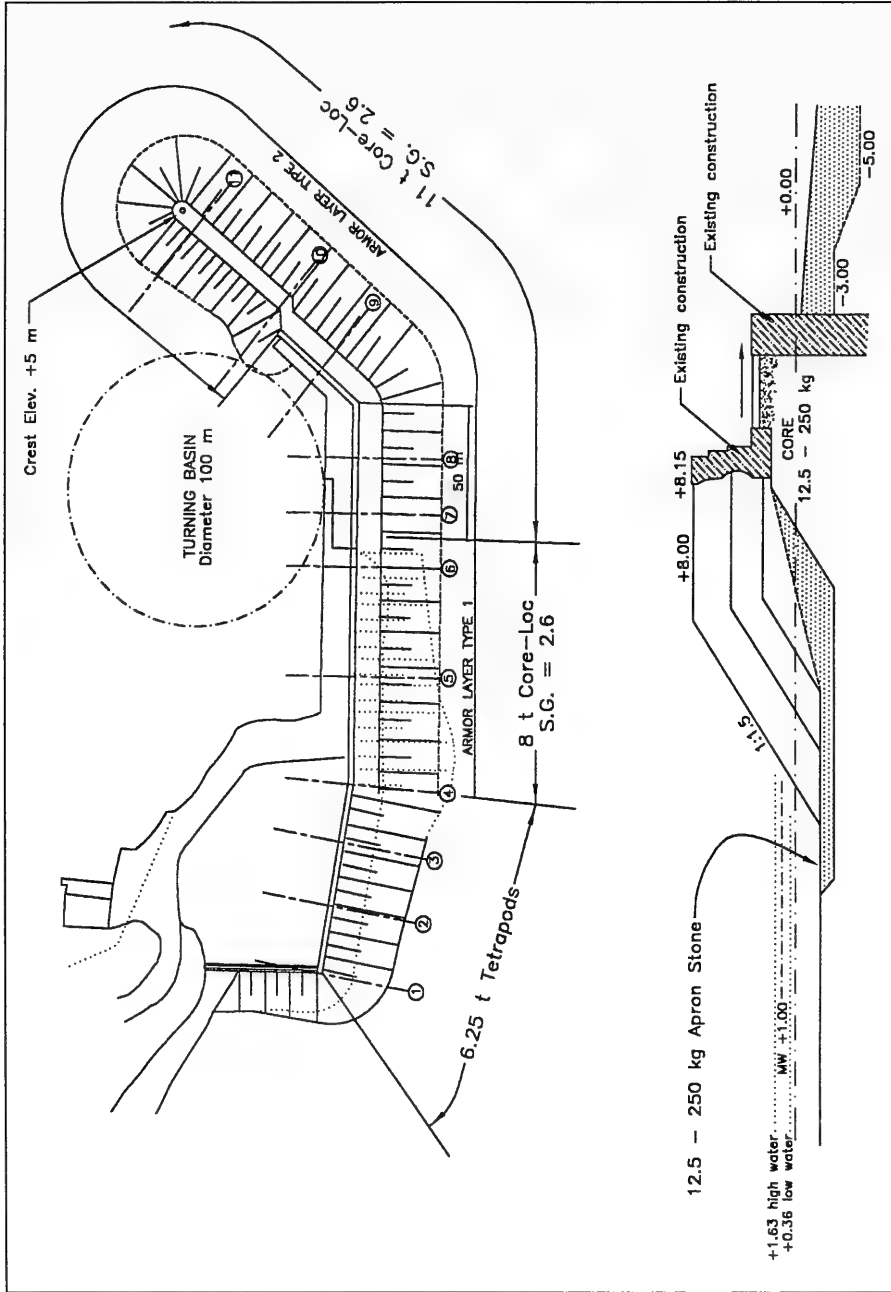 Crest Elev. +5 m
TURNING BASIN
Diameter 100 m
11 t Core-Loc
S.G. = 2.6
ARMOR LAYER TYPE 2
11
10
9
8
50 m
7
6
5
4
3
2
1
ARMOR LAYER TYPE 1
8 t Core-Loc
S.G. = 2.6
6.25 t Tetrapods
12.5 - 250 kg Apron Stone
+1.63 high water
+0.36 low water
MW +1.00
1:1.5
+8.00
+8.15
Existing construction
Existing construction
CORE
12.5 - 250 kg
+0.00
-3.00
-5.00